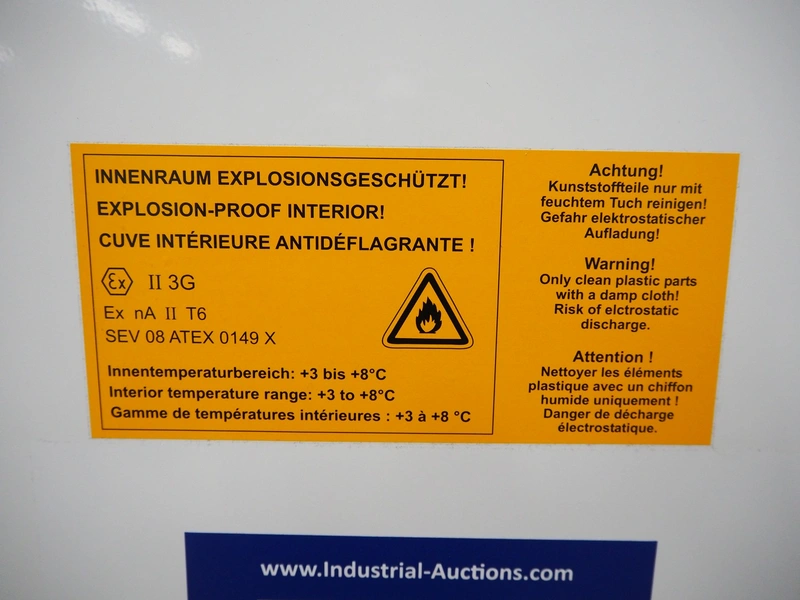 INNENRAUM EXPLOSIONSGESCHÜTZT!
EXPLOSION-PROOF INTERIOR!
CUVE INTÉRIEURE ANTIDÉFLAGRANTE !
Ex II 3G
Ex nA II T6
SEV 08 ATEX 0149 X
Innentemperaturbereich: +3 bis +8°C
Interior temperature range: +3 to +8°C
Gamme de températures intérieures : +3 à +8 °C
Achtung!
Kunststoffteile nur mit
feuchtem Tuch reinigen!
Gefahr elektrostatischer
Aufladung!
Warning!
Only clean plastic parts
with a damp cloth!
Risk of elctrostatic
discharge.
Attention !
Nettoyer les éléments
plastique avec un chiffon
humide uniquement !
Danger de décharge
électrostatique.
www.Industrial-Auctions.com